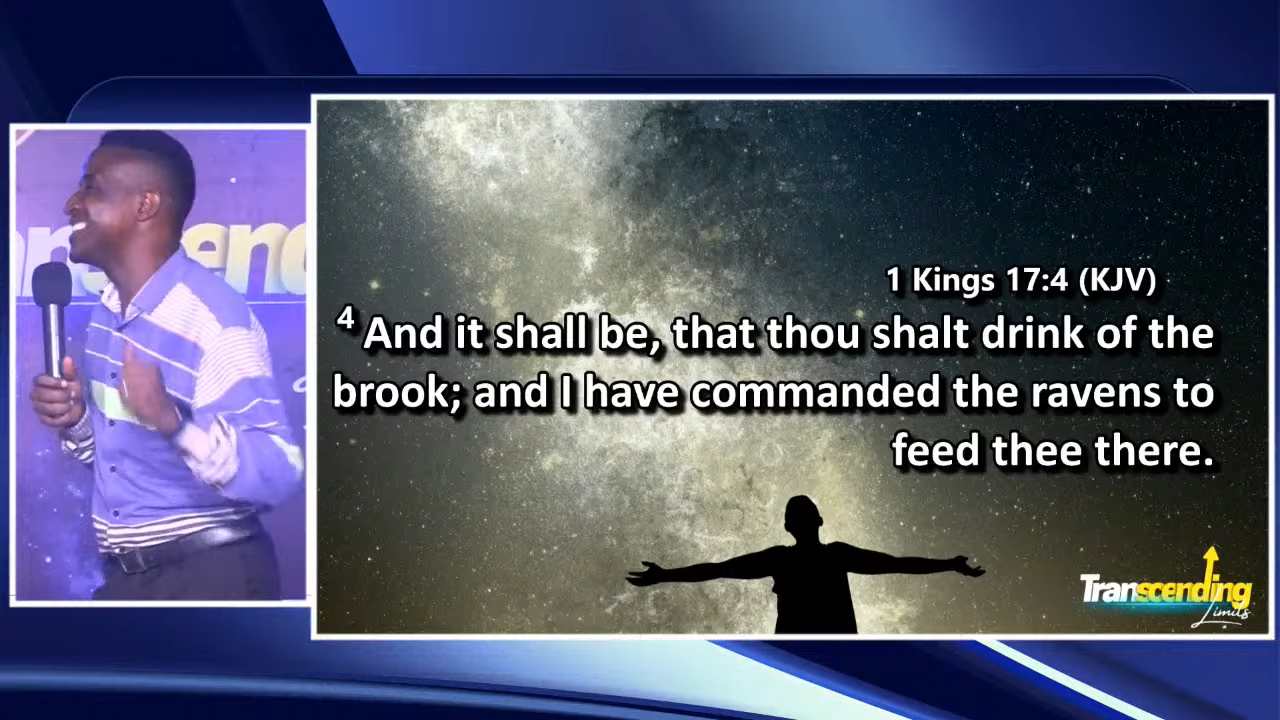 1 Kings 17:4 (KJV)
4 And it shall be, that thou shalt drink of the
brook; and I have commanded the ravens to
feed thee there.
Transcending
Limits